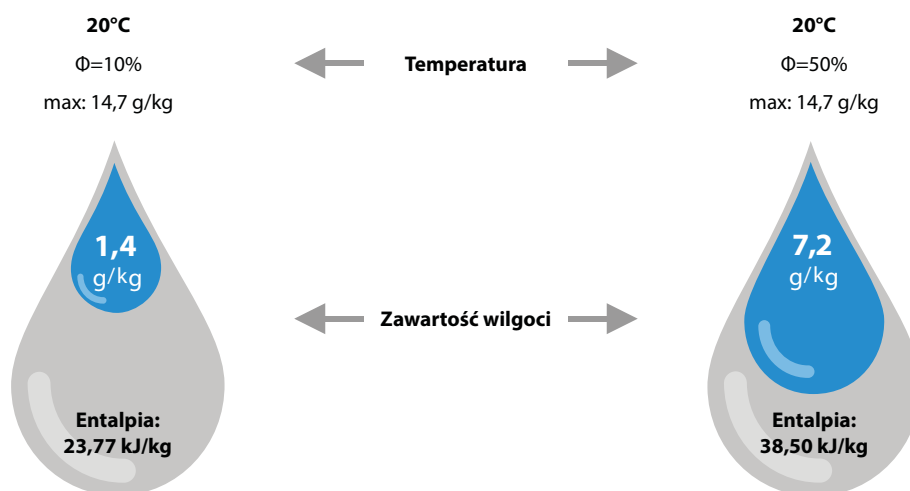 20°C
Φ=10%
max: 14,7 g/kg
1,4
g/kg
Entalpia:
23,77 kJ/kg
Temperatura
Zawartość wilgoci
20°C
Φ=50%
max: 14,7 g/kg
7,2
g/kg
Entalpia:
38,50 kJ/kg